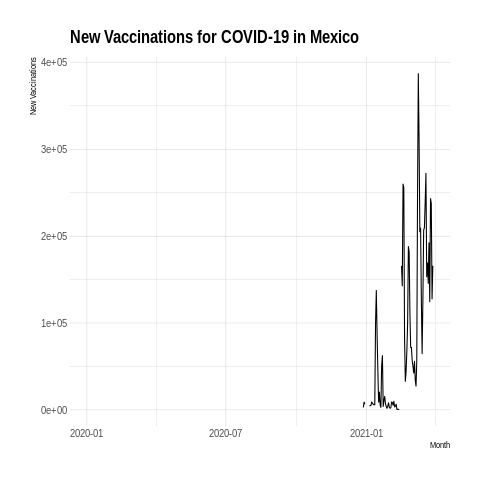 New Vaccinations for COVID-19 in Mexico
New Vaccinations
4e+05
3e+05
2e+05
1e+05
0e+00
2020-01 2020-07 2021-01
Month